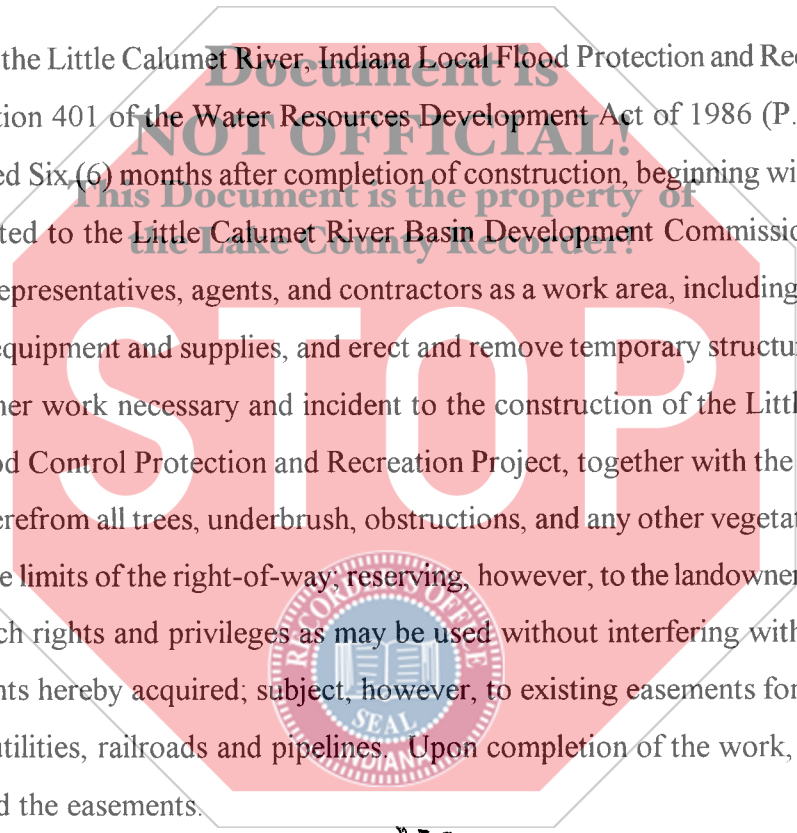 the Little Calumet River, Indiana Local Flood Protection and Rec
Document is
tion 401 of the Water Resources Development Act of 1986 (P.
NOT OFFICIAL!
ed Six (6) months after completion of construction, beginning wi
This Document is the property of
ted to the Little Calumet River Basin Development Commissio
the Lake County Recorder!
epresentatives, agents, and contractors as a work area, including
equipment and supplies, and erect and remove temporary structu
STOP
her work necessary and incident to the construction of the Littl
od Control Protection and Recreation Project, together with the
erefrom all trees, underbrush, obstructions, and any other vegetat
e limits of the right-of-way; reserving, however, to the landowner
RECORDER'S OFFICE
ch rights and privileges as may be used without interfering with
nts hereby acquired; subject, however, to existing easements for
SEAL
utilities, railroads and pipelines. Upon completion of the work,
INDIANA
d the easements.